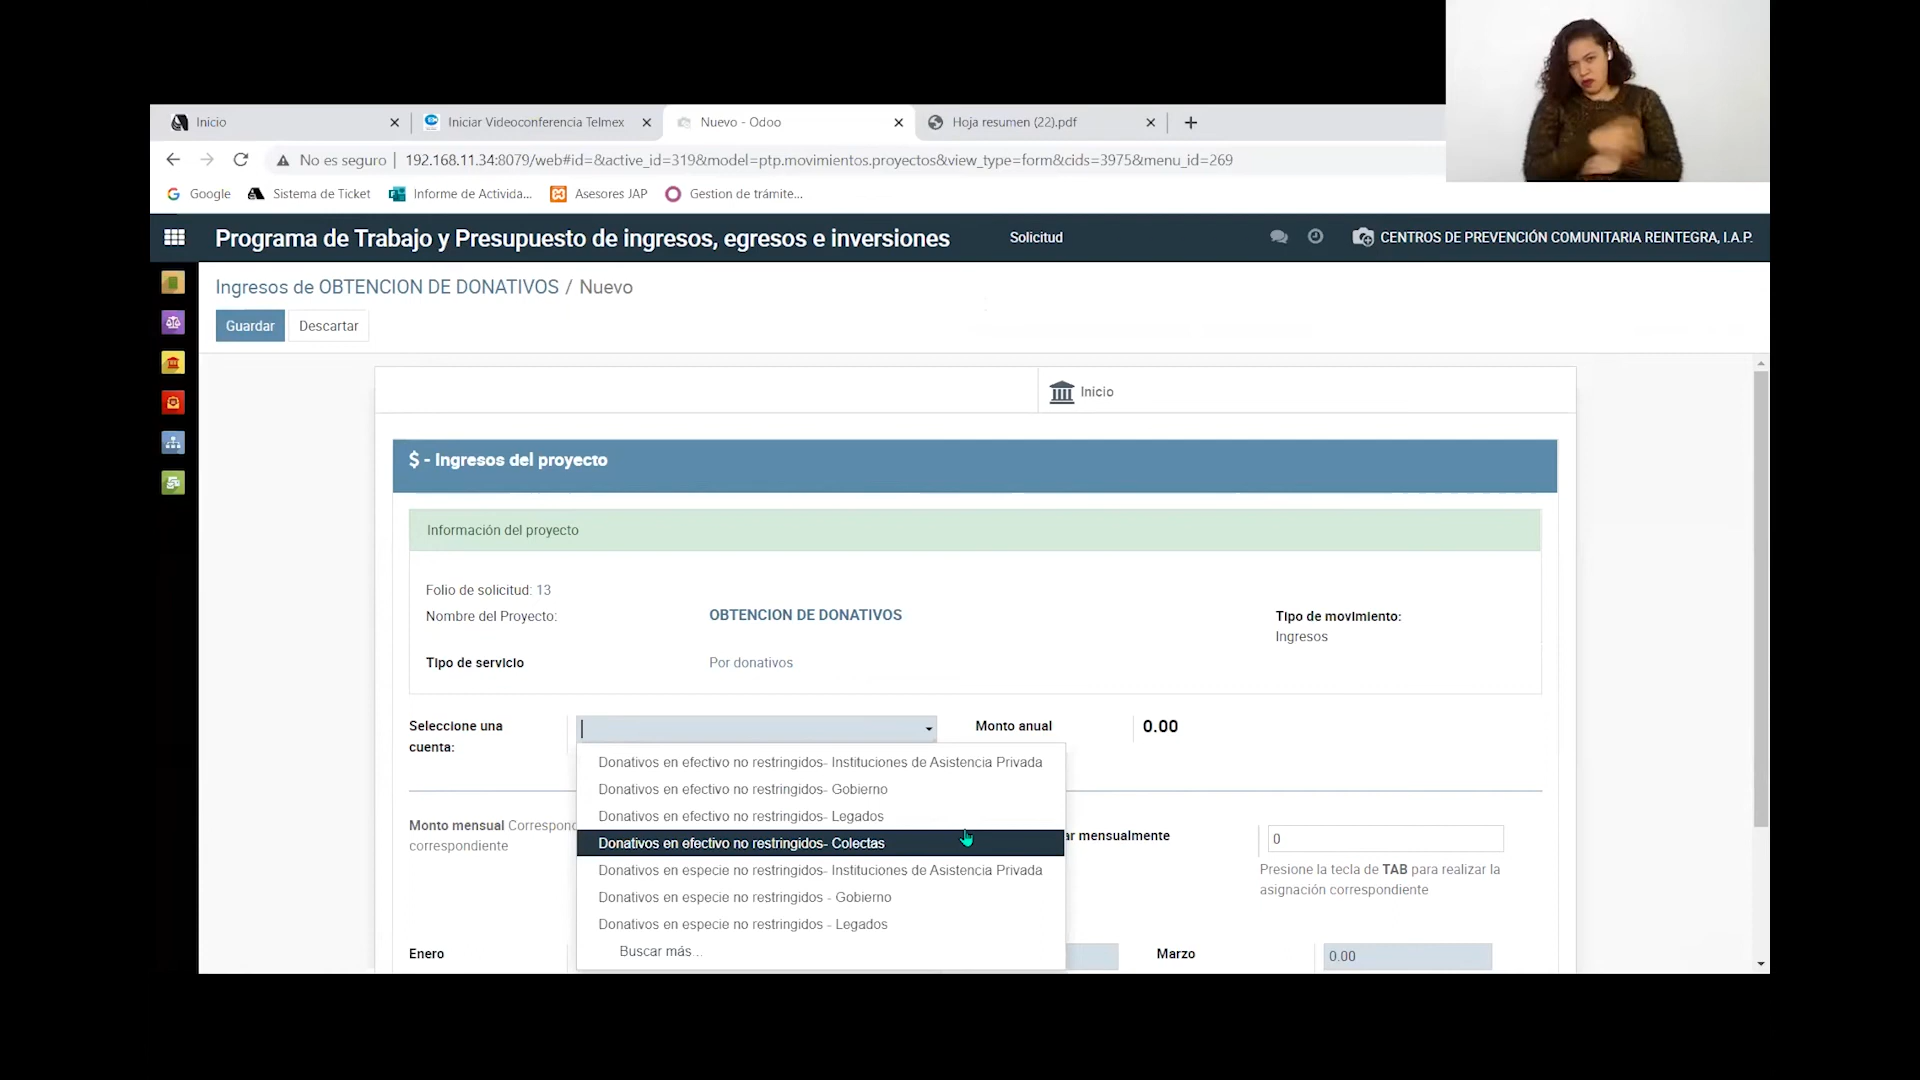 Inicio
Iniciar Videoconferencia Telmex
Nuevo - Odoo
Hoja resumen (22).pdf
No es seguro
192.168.11.34:8079/web#id=&active_id=319&model=ptp.movimientos.proyectos&view_type=form&cids=3975&menu_id=269
Google
Sistema de Ticket
Informe de Activida...
Asesores JAP
Gestion de trámite...
Programa de Trabajo y Presupuesto de ingresos, egresos e inversiones
Solicitud
CENTROS DE PREVENCIÓN COMUNITARIA REINTEGRA, I.A.P.
Ingresos de OBTENCION DE DONATIVOS / Nuevo
Guardar
Descartar
Inicio
$ - Ingresos del proyecto
Información del proyecto
Folio de solicitud: 13
Nombre del Proyecto:
OBTENCION DE DONATIVOS
Tipo de movimiento:
Ingresos
Tipo de servicio
Por donativos
Seleccione una
cuenta:
Monto anual
0.00
Donativos en efectivo no restringidos- Instituciones de Asistencia Privada
Donativos en efectivo no restringidos- Gobierno
Donativos en efectivo no restringidos- Legados
Donativos en efectivo no restringidos- Colectas
Donativos en especie no restringidos- Instituciones de Asistencia Privada
Donativos en especie no restringidos - Gobierno
Donativos en especie no restringidos - Legados
Buscar más...
Monto mensual Correspond
correspondiente
ar mensualmente
0
Presione la tecla de TAB para realizar la
asignación correspondiente
Enero
Marzo
0.00